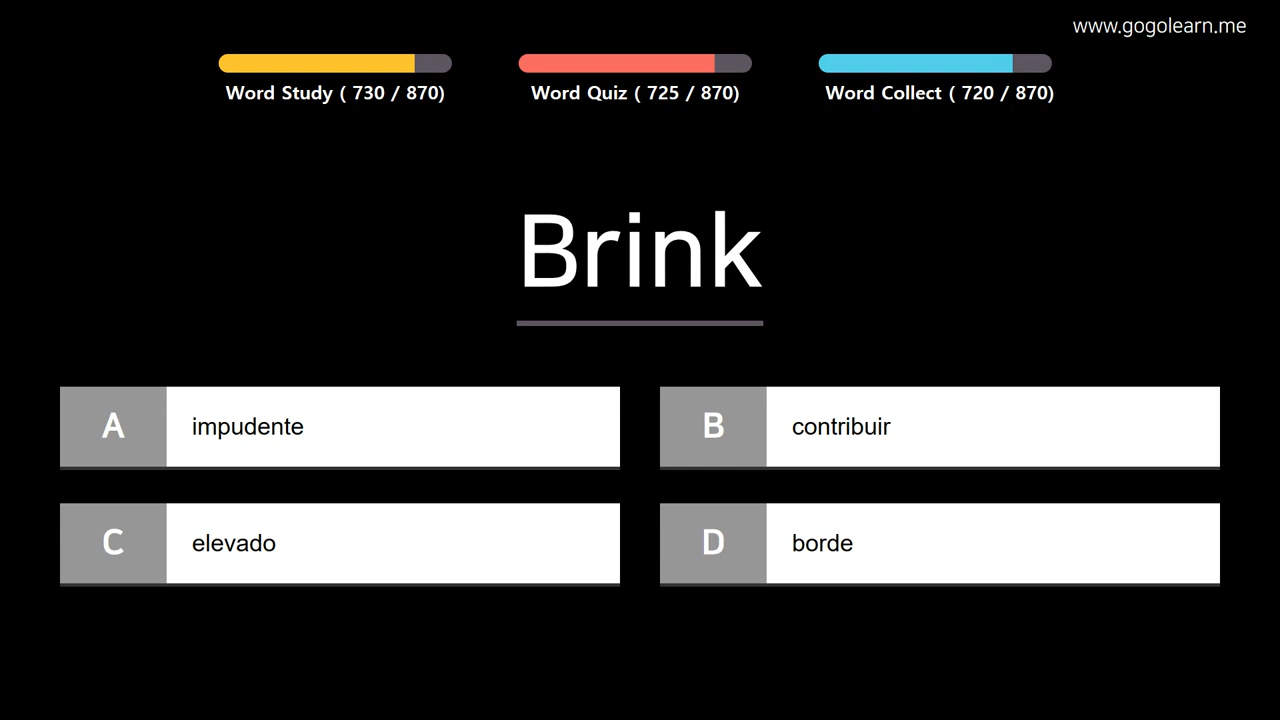 www.gogolearn.me
Word Study ( 730 / 870)
Word Quiz ( 725 / 870)
Word Collect ( 720 / 870)
Brink
A impudente
B contribuir
C elevado
D borde